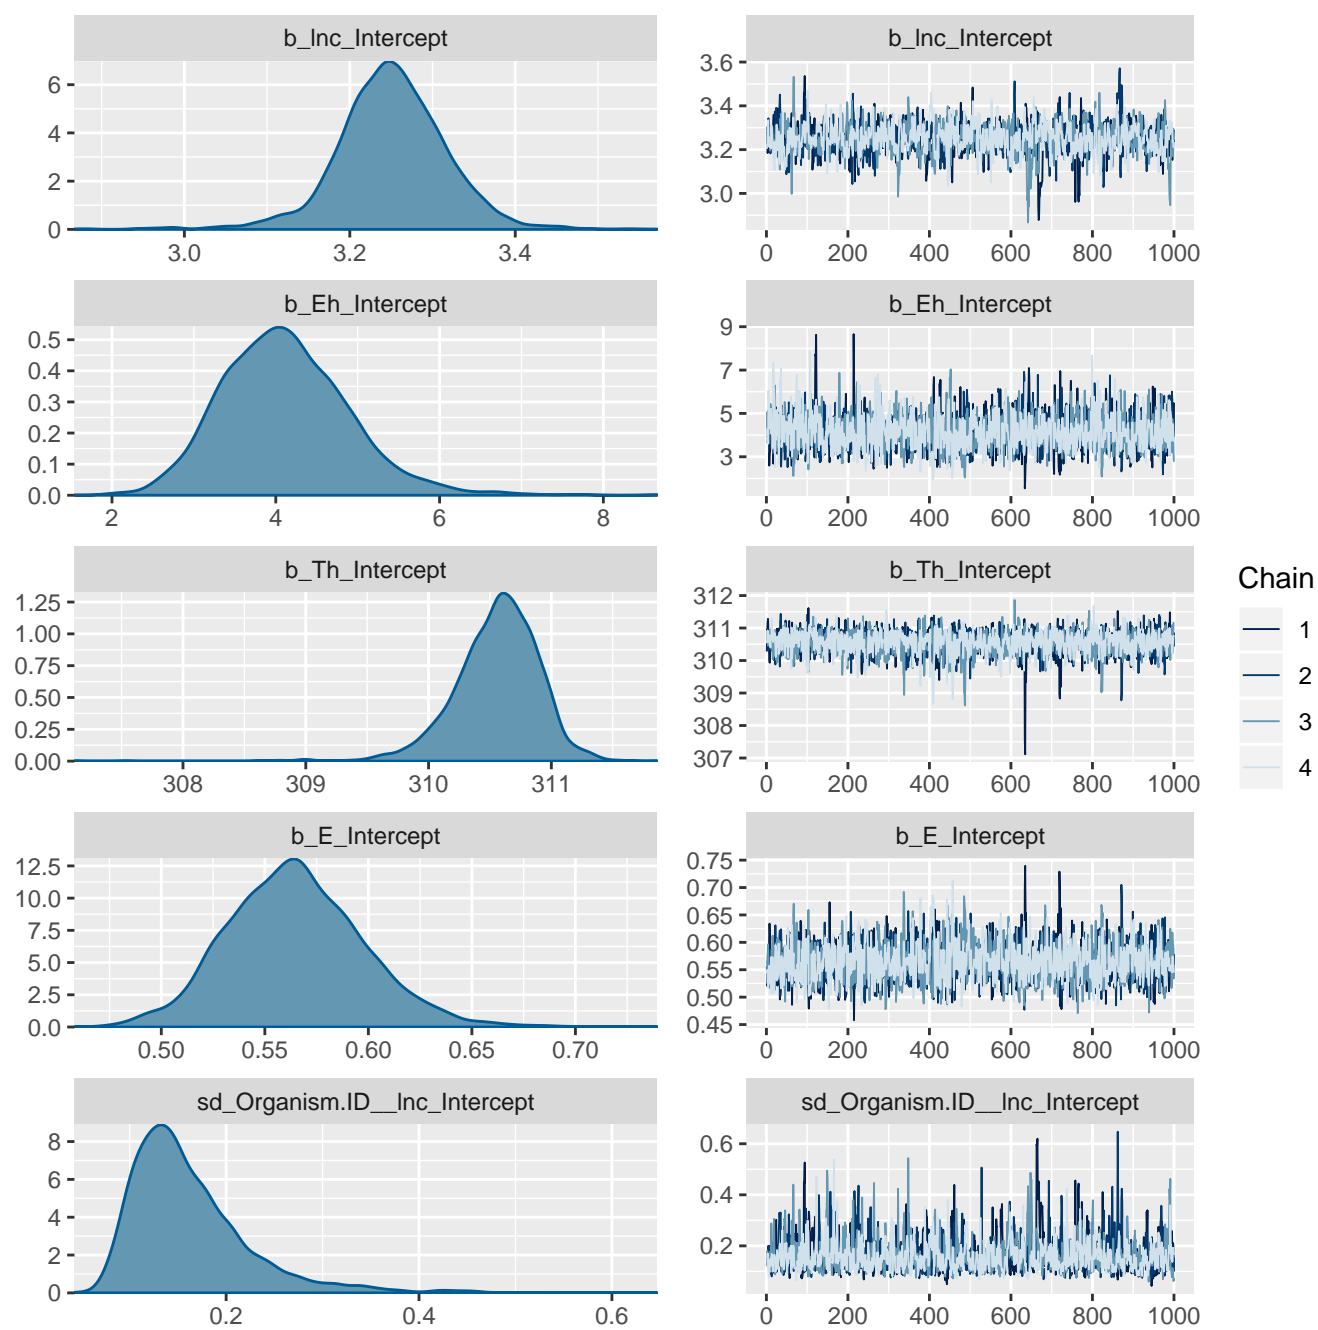 b_lnc_Intercept
6
4
2
0
3.0 3.2 3.4
b_lnc_Intercept
3.6
3.4
3.2
3.0
0 200 400 600 800 1000
b_Eh_Intercept
0.5
0.4
0.3
0.2
0.1
0.0
2 4 6 8
b_Eh_Intercept
9
7
5
3
0 200 400 600 800 1000
b_Th_Intercept
1.25
1.00
0.75
0.50
0.25
0.00
308 309 310 311
b_Th_Intercept
312
311
310
309
308
307
0 200 400 600 800 1000
b_E_Intercept
12.5
10.0
7.5
5.0
2.5
0.0
0.50 0.55 0.60 0.65 0.70
b_E_Intercept
0.75
0.70
0.65
0.60
0.55
0.50
0.45
0 200 400 600 800 1000
sd_Organism.ID__lnc_Intercept
8
6
4
2
0
0.2 0.4 0.6
sd_Organism.ID__lnc_Intercept
0.6
0.4
0.2
0 200 400 600 800 1000
Chain
1
2
3
4